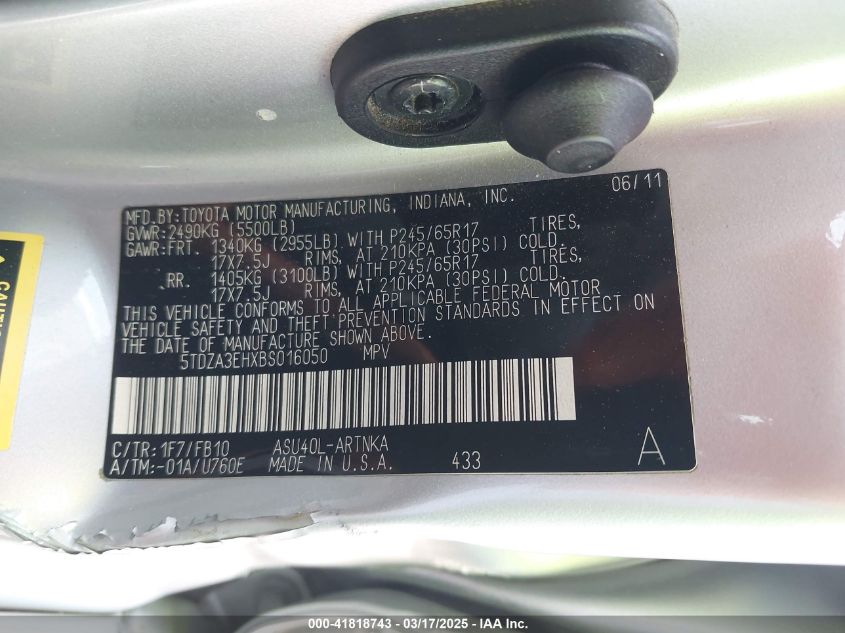 MFD.BY:TOYOTA MOTOR MANUFACTURING, INDIANA, INC. 06/11
GVWR:2490KG (5500LB)
GAWR:FRT. 1340KG (2955LB) WITH P245/65R17 TIRES,
17X7.5J RIMS, AT 210KPA (30PSI) COLD.
RR. 1405KG (3100LB) WITH P245/65R17 TIRES,
17X7.5J RIMS, AT 210KPA (30PSI) COLD.
THIS VEHICLE CONFORMS TO ALL APPLICABLE FEDERAL MOTOR
VEHICLE SAFETY AND THEFT PREVENTION STANDARDS IN EFFECT ON
THE DATE OF MANUFACTURE SHOWN ABOVE.
5TDZA3EHXBS016050 MPV
C/TR:1F7/FB10 ASU40L-ARTNKA
A/TM:-01A/U760E MADE IN U.S.A. 433 A
000-41818743 / 03/17/2025 - IAA Inc.